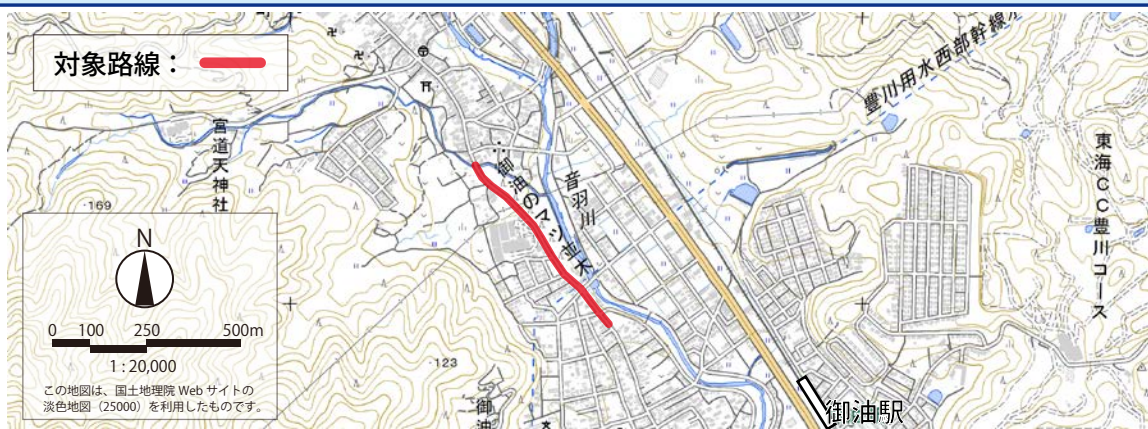 対象路線：
宮道天神社
・169
N
0 100 250 500m
1 : 20,000
この地図は、国土地理院 Web サイトの
淡色地図（25000）を利用したものです。
御油のマツ並木
音羽川
豊川用水西部幹線
東海CC豊川コース
・123
御油
御油駅